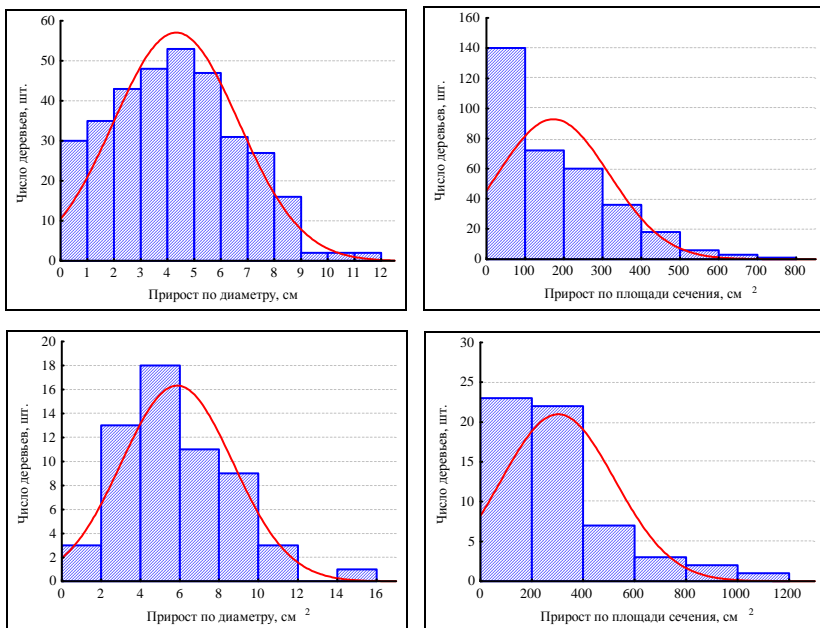 60
50
40
30
20
10
0
Число деревьев, шт.
0 1 2 3 4 5 6 7 8 9 10 11 12
Прирост по диаметру, см
160
140
120
100
80
60
40
20
0
Число деревьев, шт.
0 100 200 300 400 500 600 700 800
Прирост по площади сечения, см 2
20
18
16
14
12
10
8
6
4
2
0
Число деревьев, шт.
0 2 4 6 8 10 12 14 16
Прирост по диаметру, см 2
30
25
20
15
10
5
0
Число деревьев, шт.
0 200 400 600 800 1000 1200
Прирост по площади сечения, см 2